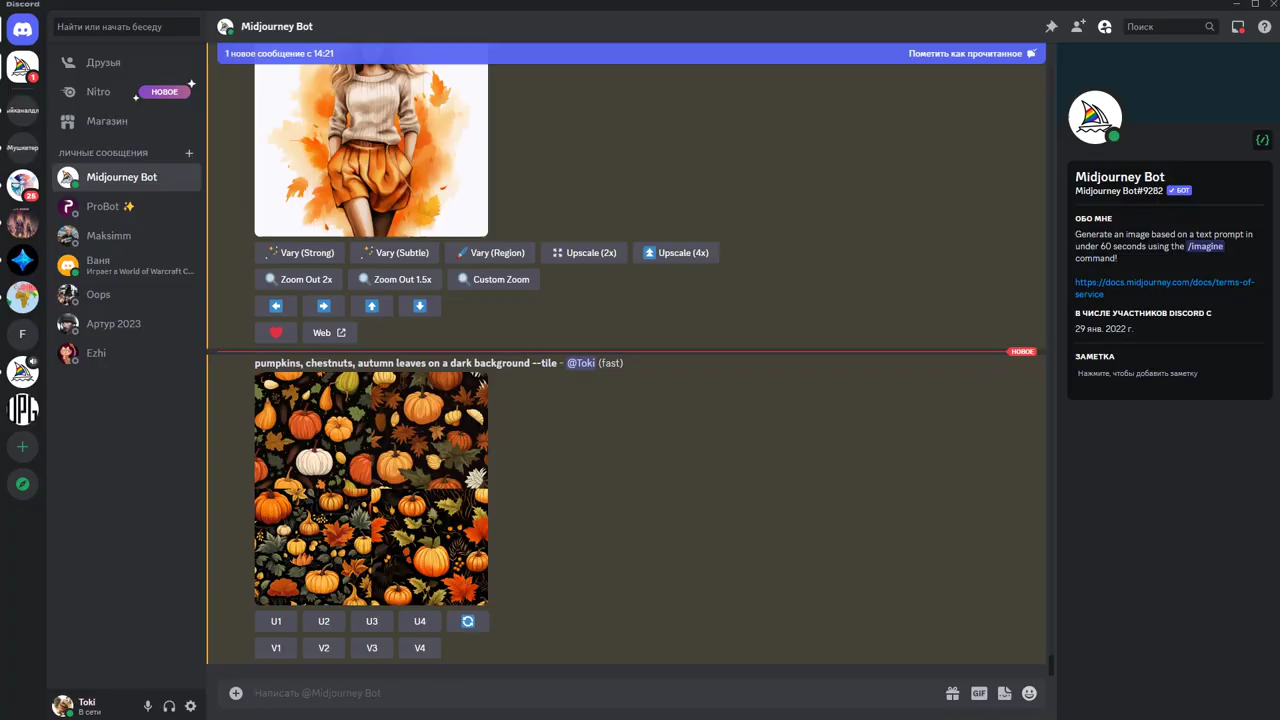 Discord
Найти или начать беседу
Midjourney Bot
Поиск
1 новое сообщение с 14:21
Пометить как прочитанное
Друзья
Nitro
НОВОЕ
Магазин
ЛИЧНЫЕ СООБЩЕНИЯ
Midjourney Bot
ProBot ✨
Maksimm
Ваня
Играет в World of Warcraft C...
Oops
Артур 2023
Ezhi
1
Мушкетер
25
F
Vary (Strong)
Vary (Subtle)
Vary (Region)
Upscale (2x)
Upscale (4x)
Zoom Out 2x
Zoom Out 1.5x
Custom Zoom
Web
НОВОЕ
pumpkins, chestnuts, autumn leaves on a dark background --tile - @Toki (fast)
U1
U2
U3
U4
V1
V2
V3
V4
Написать @Midjourney Bot
GIF
Toki
В сети
Midjourney Bot
Midjourney Bot#9282
✓ БОТ
ОБО МНЕ
Generate an image based on a text prompt in
under 60 seconds using the /imagine
command!
https://docs.midjourney.com/docs/terms-of-
service
В ЧИСЛЕ УЧАСТНИКОВ DISCORD С
29 янв. 2022 г.
ЗАМЕТКА
Нажмите, чтобы добавить заметку